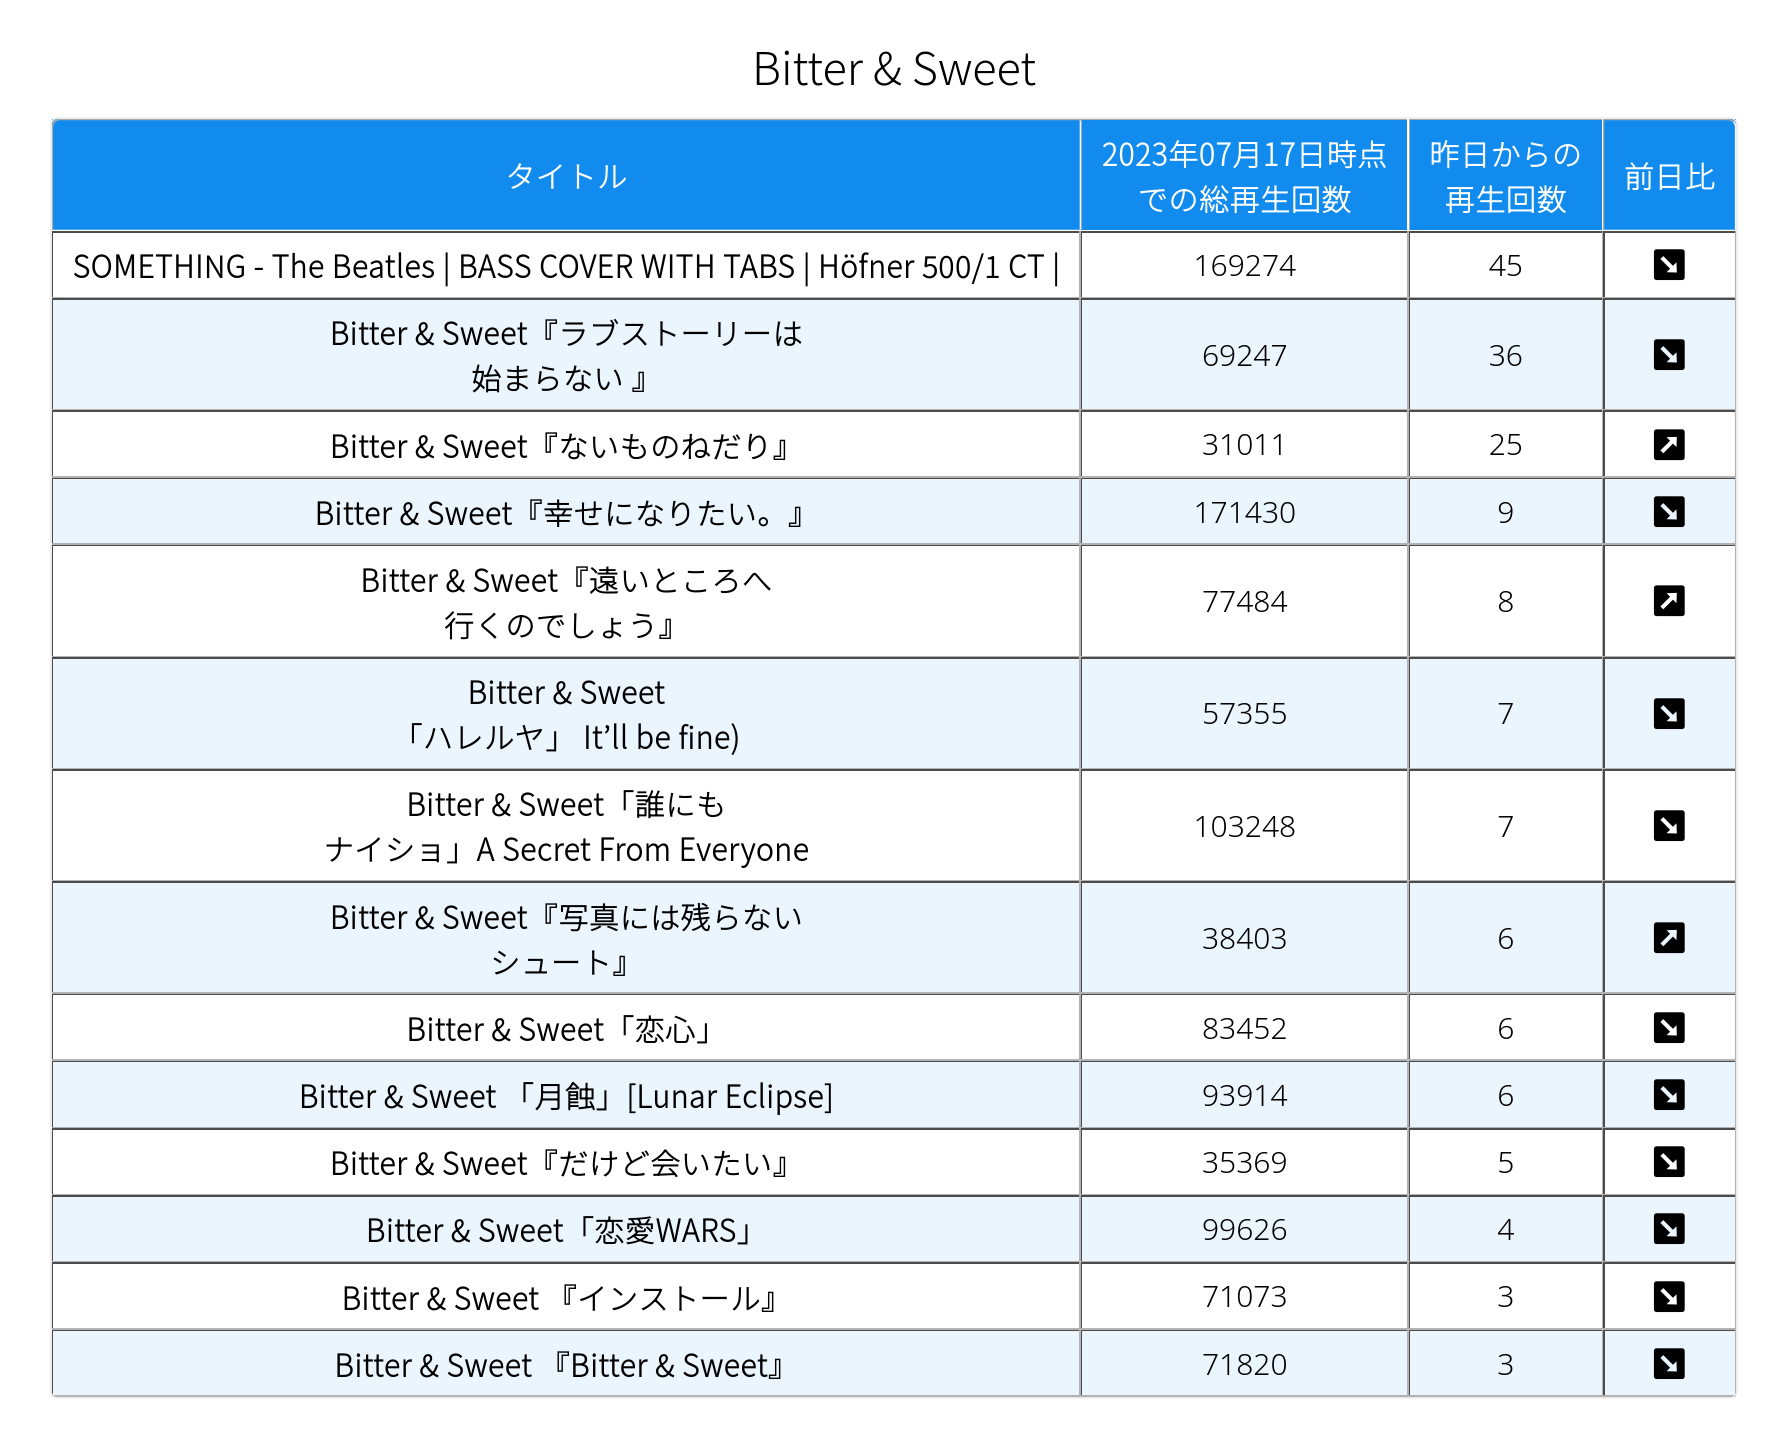 Bitter & Sweet
タイトル
2023年07月17日時点
での総再生回数
昨日からの
再生回数
前日比
SOMETHING - The Beatles | BASS COVER WITH TABS | Höfner 500/1 CT |
169274
45
Bitter & Sweet『ラブストーリーは
始まらない 』
69247
36
Bitter & Sweet『ないものねだり』
31011
25
Bitter & Sweet『幸せになりたい。』
171430
9
Bitter & Sweet『遠いところへ
行くのでしょう』
77484
8
Bitter & Sweet
「ハレルヤ」 It’ll be fine)
57355
7
Bitter & Sweet「誰にも
ナイショ」A Secret From Everyone
103248
7
Bitter & Sweet『写真には残らない
シュート』
38403
6
Bitter & Sweet「恋心」
83452
6
Bitter & Sweet 「月蝕」[Lunar Eclipse]
93914
6
Bitter & Sweet『だけど会いたい』
35369
5
Bitter & Sweet「恋愛WARS」
99626
4
Bitter & Sweet 『インストール』
71073
3
Bitter & Sweet 『Bitter & Sweet』
71820
3